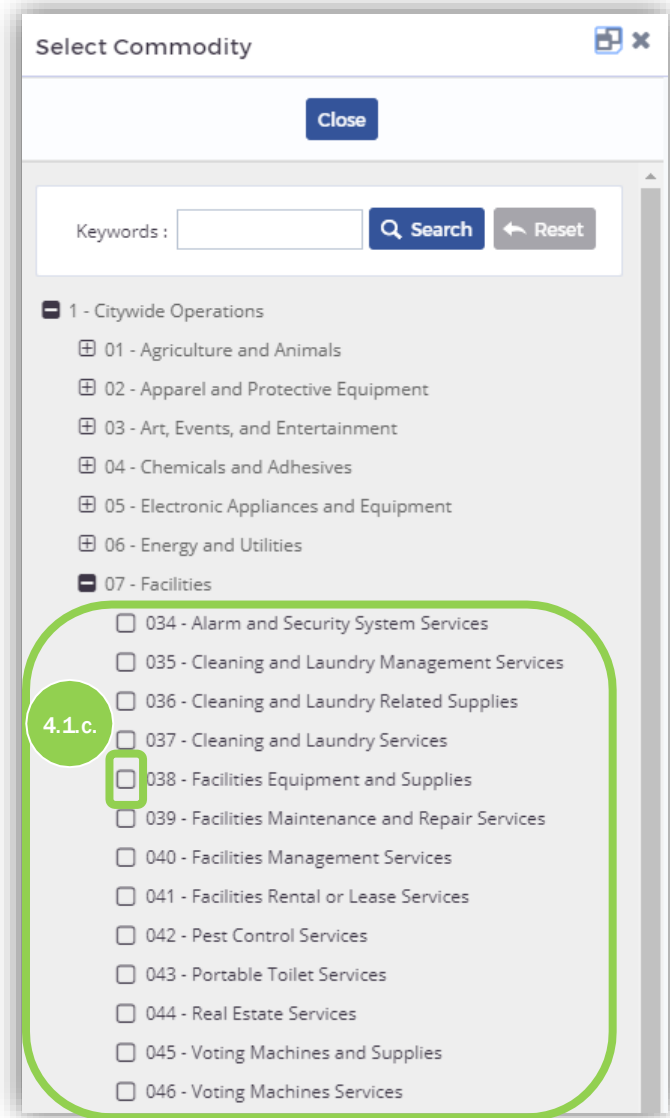 Select Commodity
Close
Keywords :
Search
Reset
1 - Citywide Operations
01 - Agriculture and Animals
02 - Apparel and Protective Equipment
03 - Art, Events, and Entertainment
04 - Chemicals and Adhesives
05 - Electronic Appliances and Equipment
06 - Energy and Utilities
07 - Facilities
034 - Alarm and Security System Services
035 - Cleaning and Laundry Management Services
036 - Cleaning and Laundry Related Supplies
4.1.c.
037 - Cleaning and Laundry Services
038 - Facilities Equipment and Supplies
039 - Facilities Maintenance and Repair Services
040 - Facilities Management Services
041 - Facilities Rental or Lease Services
042 - Pest Control Services
043 - Portable Toilet Services
044 - Real Estate Services
045 - Voting Machines and Supplies
046 - Voting Machines Services